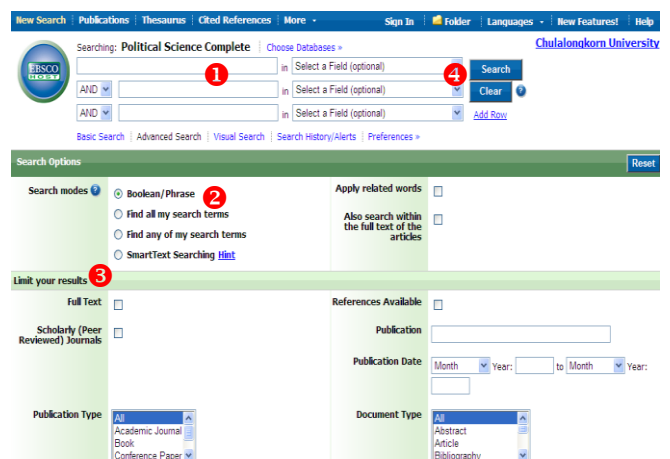 New Search Publications Thesaurus Cited References More Sign In Folder Languages New Features! Help
Searching: Political Science Complete Choose Databases » Chulalongkorn University
EBSCO HOST
1 in Select a Field (optional) 4 Search
AND in Select a Field (optional) Clear ?
AND in Select a Field (optional) Add Row
Basic Search Advanced Search Visual Search Search History/Alerts Preferences »
Search Options Reset
Search modes ? Boolean/Phrase 2 Apply related words
Find all my search terms Also search within the full text of the articles
Find any of my search terms
SmartText Searching Hint
Limit your results 3
Full Text References Available
Scholarly (Peer Reviewed) Journals Publication
Publication Date Month Year: to Month Year:
Publication Type All Document Type All
Academic Journal Abstract
Book Article
Conference Paper Bibliography